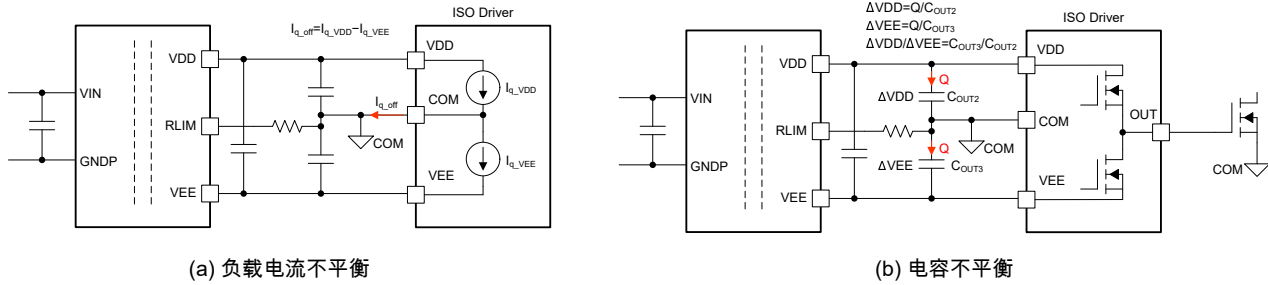 ISO Driver
I_q_off=I_q_VDD−I_q_VEE
VDD
VDD
I_q_VDD
VIN
I_q_off
COM
RLIM
COM
I_q_VEE
GNDP
VEE
VEE
(a) 负载电流不平衡
ΔVDD=Q/C_OUT2
ΔVEE=Q/C_OUT3
ΔVDD/ΔVEE=C_OUT3/C_OUT2
ISO Driver
VDD
VDD
Q
ΔVDD
C_OUT2
VIN
COM
OUT
RLIM
COM
Q
ΔVEE
C_OUT3
GNDP
VEE
VEE
COM
(b) 电容不平衡